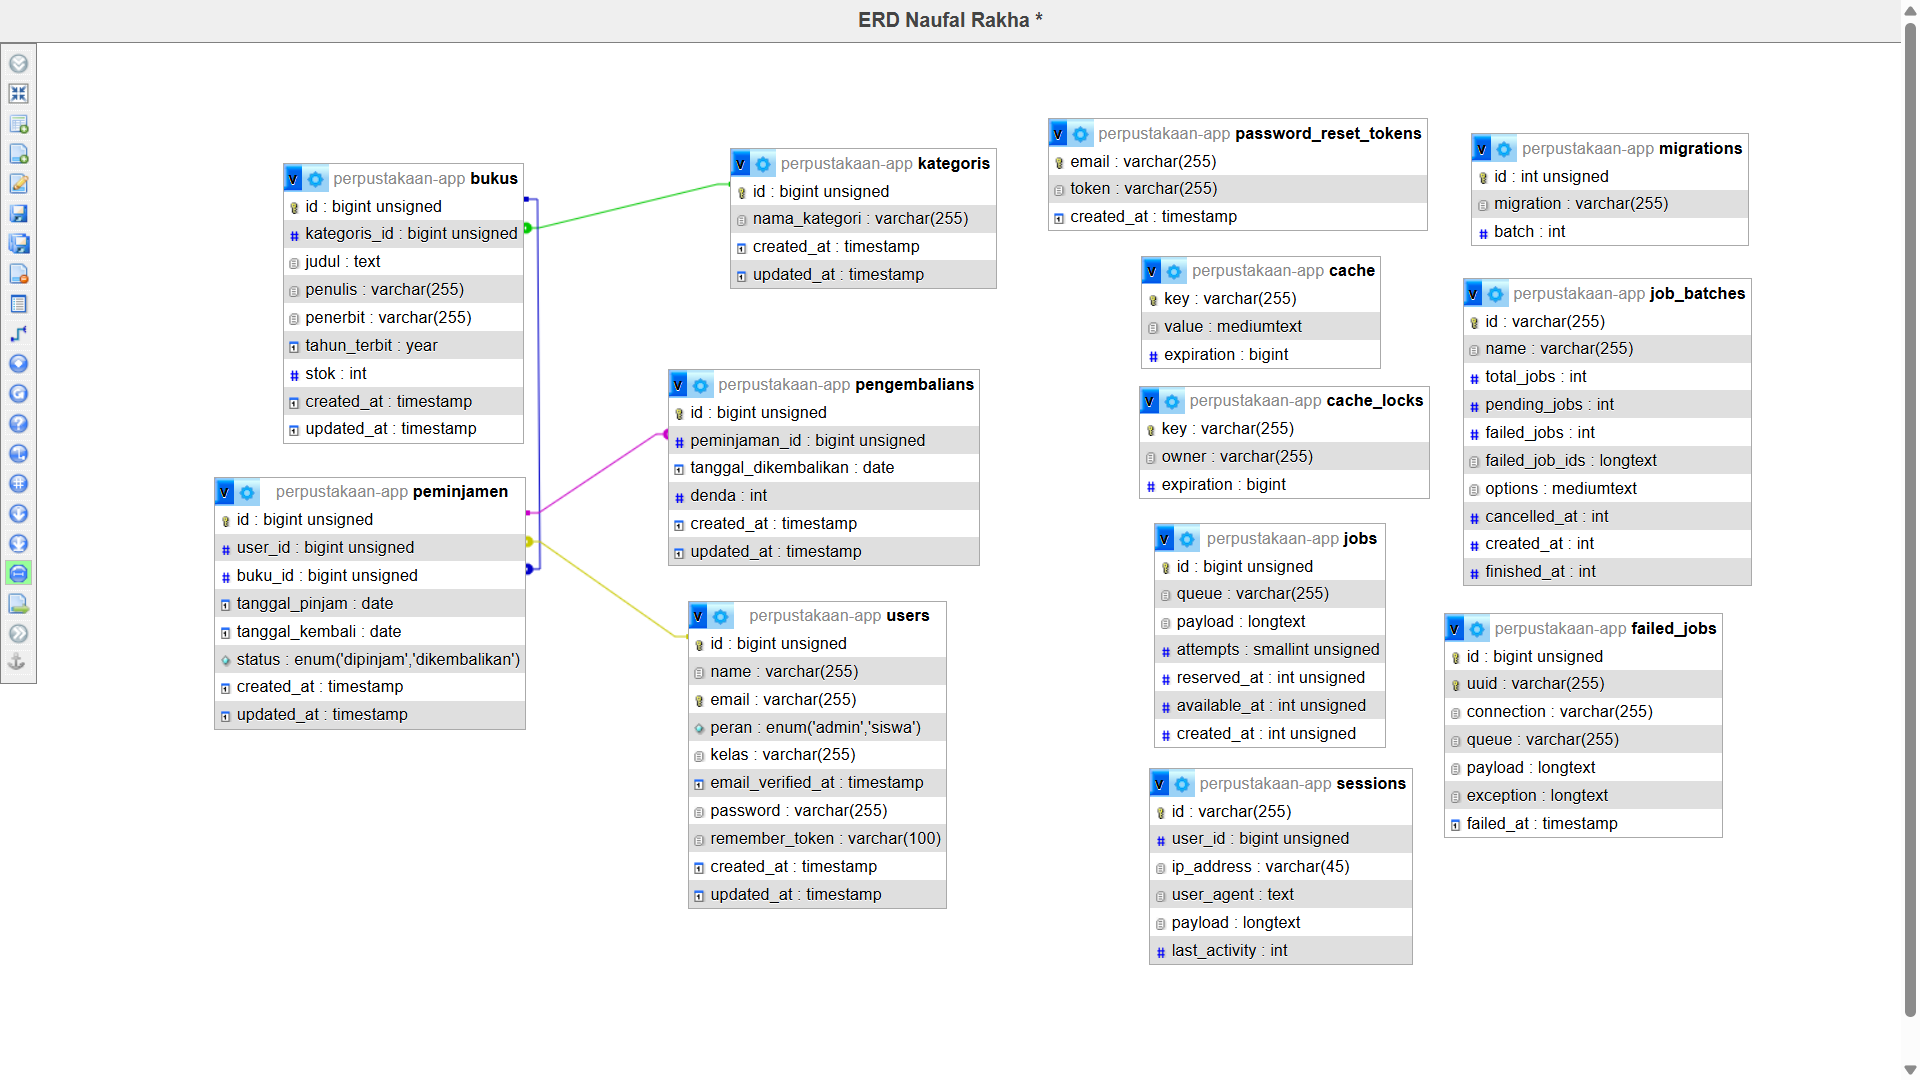 ERD Naufal Rakha *
v perpustakaan-app bukus
id : bigint unsigned
# kategoris_id : bigint unsigned
judul : text
penulis : varchar(255)
penerbit : varchar(255)
tahun_terbit : year
# stok : int
created_at : timestamp
updated_at : timestamp
v perpustakaan-app peminjamen
id : bigint unsigned
# user_id : bigint unsigned
# buku_id : bigint unsigned
tanggal_pinjam : date
tanggal_kembali : date
status : enum('dipinjam','dikembalikan')
created_at : timestamp
updated_at : timestamp
v perpustakaan-app kategoris
id : bigint unsigned
nama_kategori : varchar(255)
created_at : timestamp
updated_at : timestamp
v perpustakaan-app pengembalians
id : bigint unsigned
# peminjaman_id : bigint unsigned
tanggal_dikembalikan : date
# denda : int
created_at : timestamp
updated_at : timestamp
v perpustakaan-app users
id : bigint unsigned
name : varchar(255)
email : varchar(255)
peran : enum('admin','siswa')
kelas : varchar(255)
email_verified_at : timestamp
password : varchar(255)
remember_token : varchar(100)
created_at : timestamp
updated_at : timestamp
v perpustakaan-app password_reset_tokens
email : varchar(255)
token : varchar(255)
created_at : timestamp
v perpustakaan-app cache
key : varchar(255)
value : mediumtext
# expiration : bigint
v perpustakaan-app cache_locks
key : varchar(255)
owner : varchar(255)
# expiration : bigint
v perpustakaan-app jobs
id : bigint unsigned
queue : varchar(255)
payload : longtext
# attempts : smallint unsigned
# reserved_at : int unsigned
# available_at : int unsigned
# created_at : int unsigned
v perpustakaan-app sessions
id : varchar(255)
# user_id : bigint unsigned
ip_address : varchar(45)
user_agent : text
payload : longtext
# last_activity : int
v perpustakaan-app migrations
id : int unsigned
migration : varchar(255)
# batch : int
v perpustakaan-app job_batches
id : varchar(255)
name : varchar(255)
# total_jobs : int
# pending_jobs : int
# failed_jobs : int
failed_job_ids : longtext
options : mediumtext
# cancelled_at : int
# created_at : int
# finished_at : int
v perpustakaan-app failed_jobs
id : bigint unsigned
uuid : varchar(255)
connection : varchar(255)
queue : varchar(255)
payload : longtext
exception : longtext
failed_at : timestamp